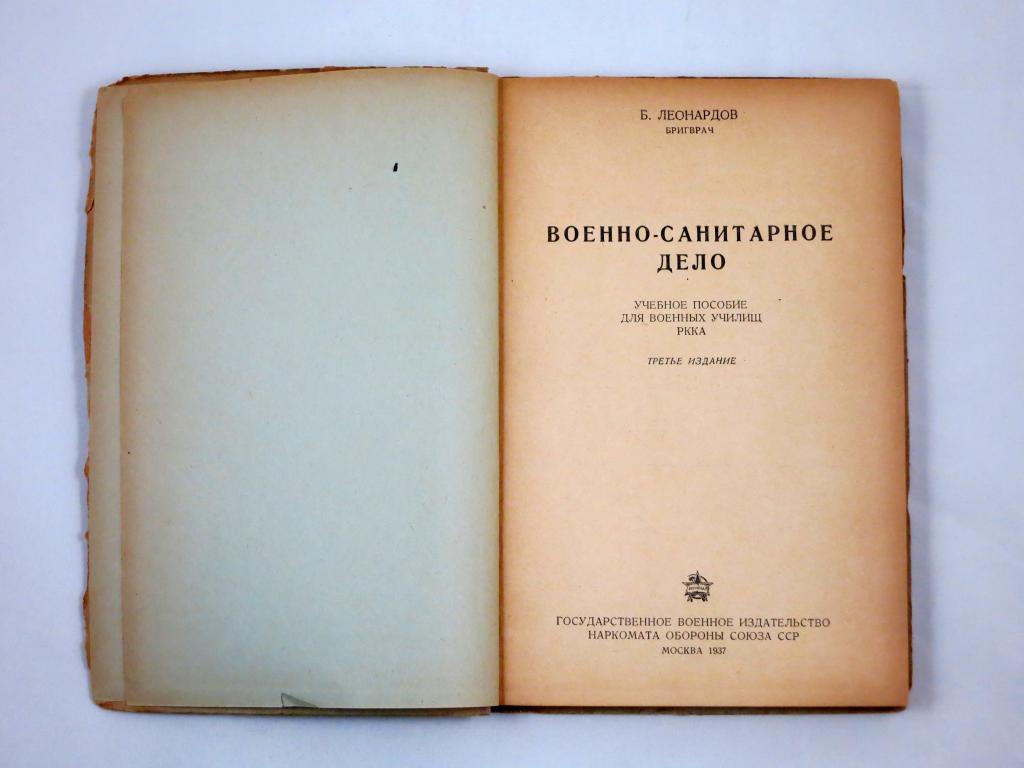 Б. ЛЕОНАРДОВ
БРИГВРАЧ
ВОЕННО-САНИТАРНОЕ
ДЕЛО
УЧЕБНОЕ ПОСОБИЕ
ДЛЯ ВОЕННЫХ УЧИЛИЩ
РККА
ТРЕТЬЕ ИЗДАНИЕ
ГОСУДАРСТВЕННОЕ ВОЕННОЕ ИЗДАТЕЛЬСТВО
НАРКОМАТА ОБОРОНЫ СОЮЗА ССР
МОСКВА 1937